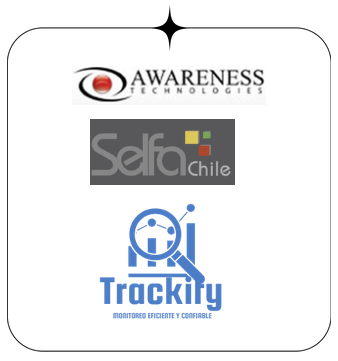 AWARENESS
TECHNOLOGIES
Selfa
Chile
Trackify
MONITOREO EFICIENTE Y CONFIABLE